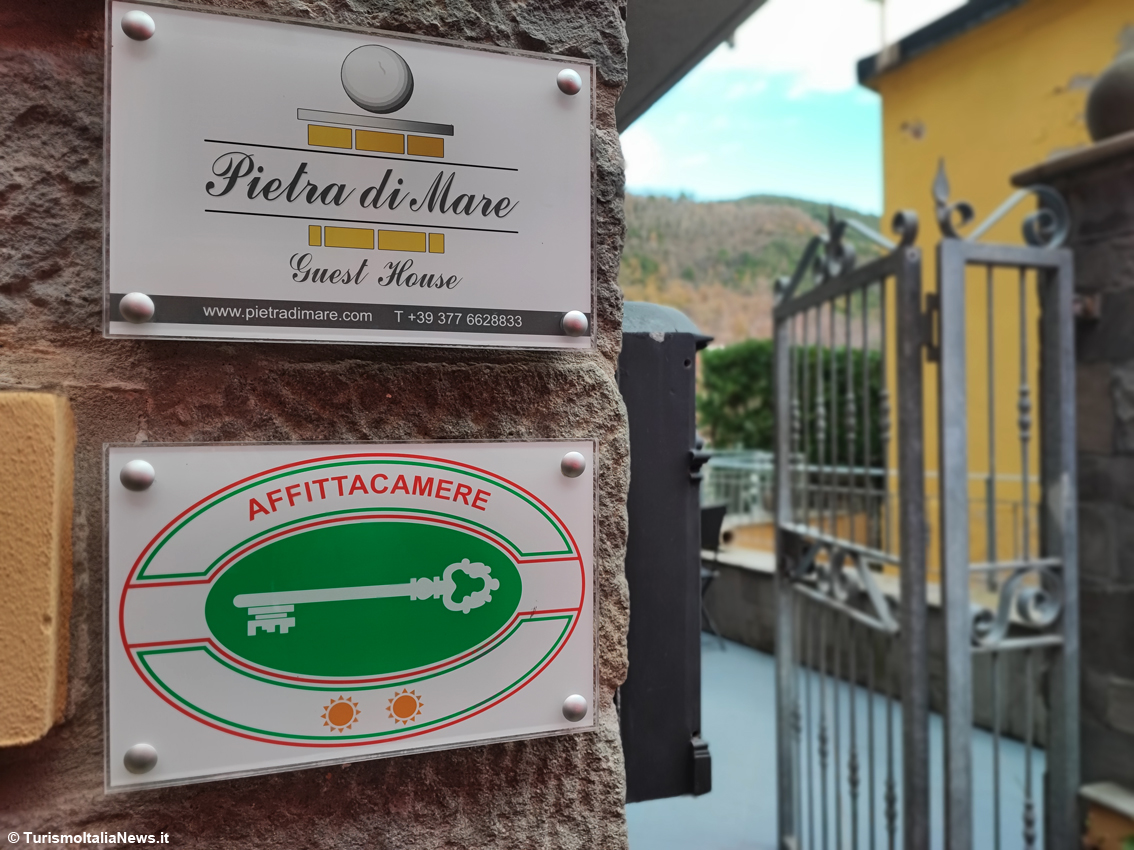 Pietra di Mare
Guest House
www.pietradimare.com T +39 377 6628833
AFFITTACAMERE
© TurismoItaliaNews.it